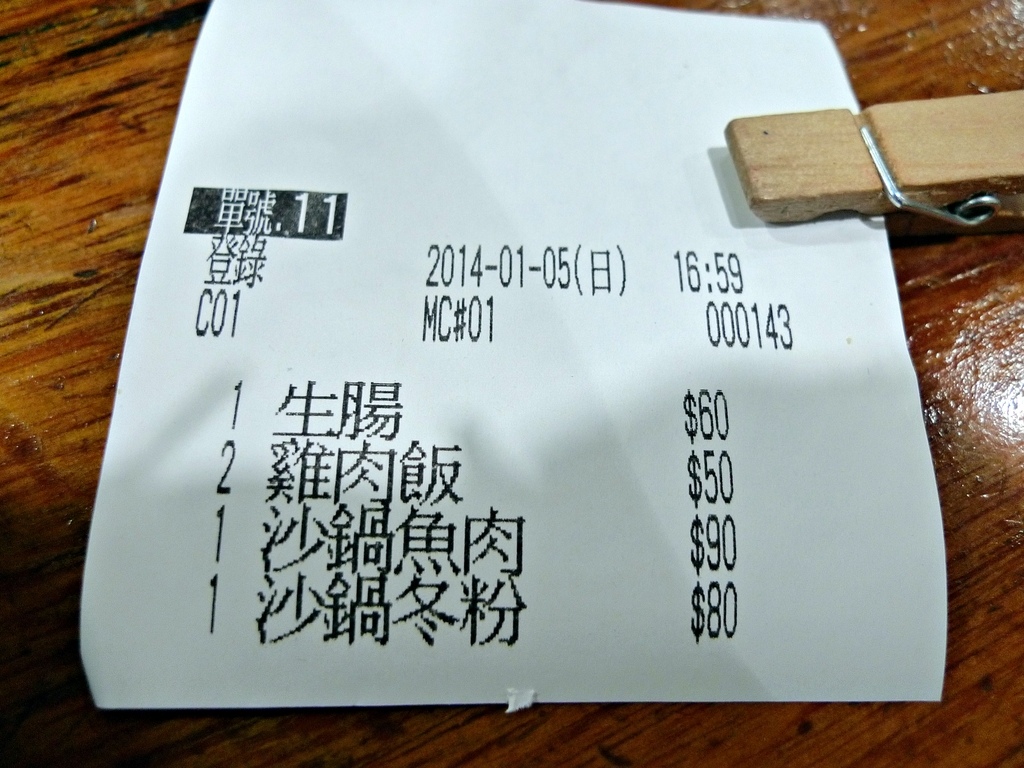 單號.11
登錄 2014-01-05(日) 16:59
C01 MC#01 000143
1 生腸 $60
2 雞肉飯 $50
1 沙鍋魚肉 $90
1 沙鍋冬粉 $80